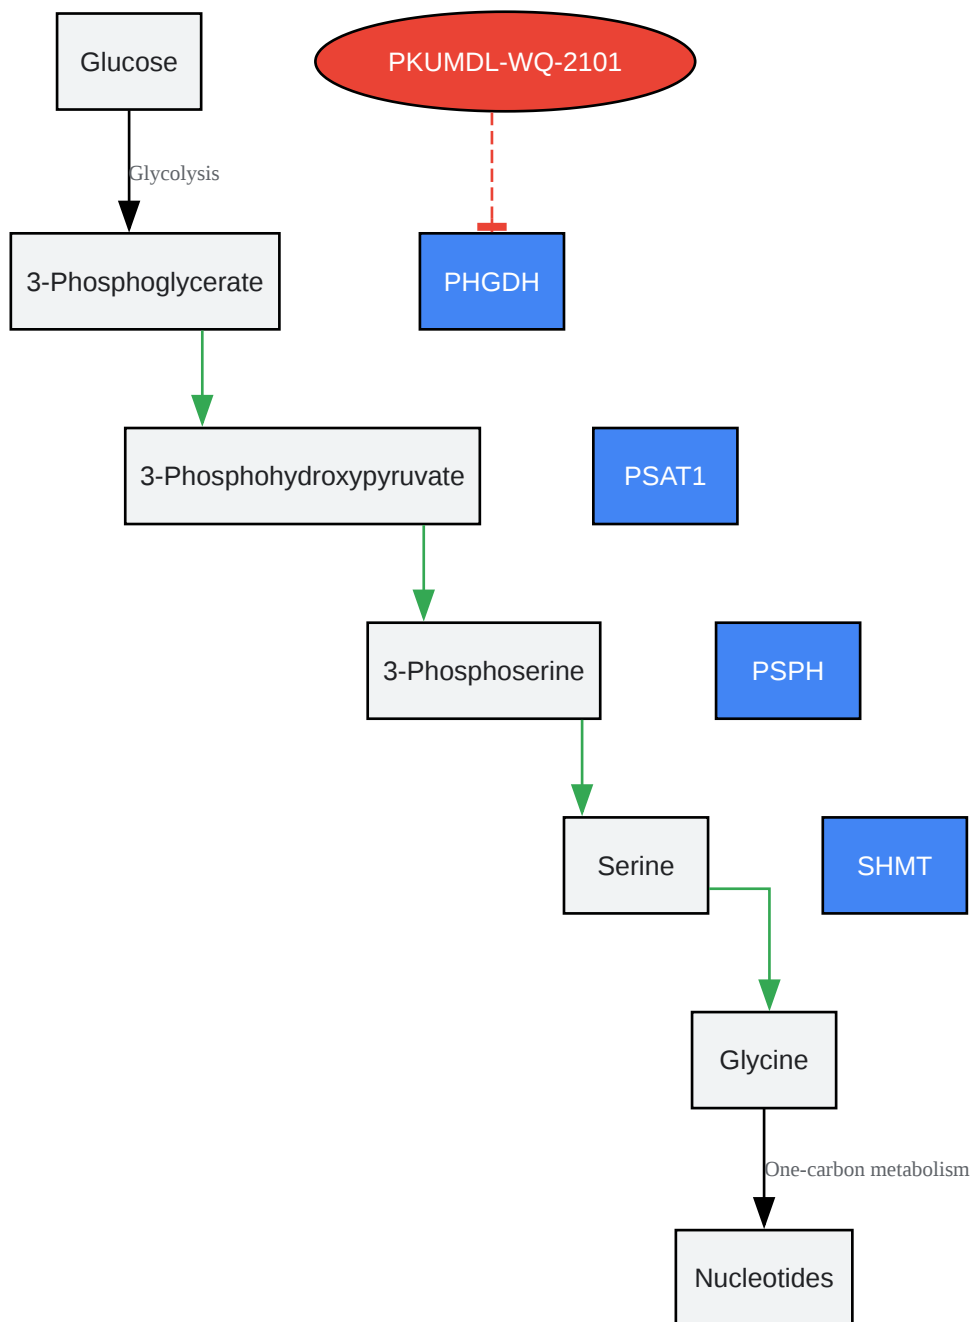 Glucose
PKUMDL-WQ-2101
Glycolysis
3-Phosphoglycerate
PHGDH
3-Phosphohydroxypyruvate
PSAT1
3-Phosphoserine
PSPH
Serine
SHMT
Glycine
One-carbon metabolism
Nucleotides